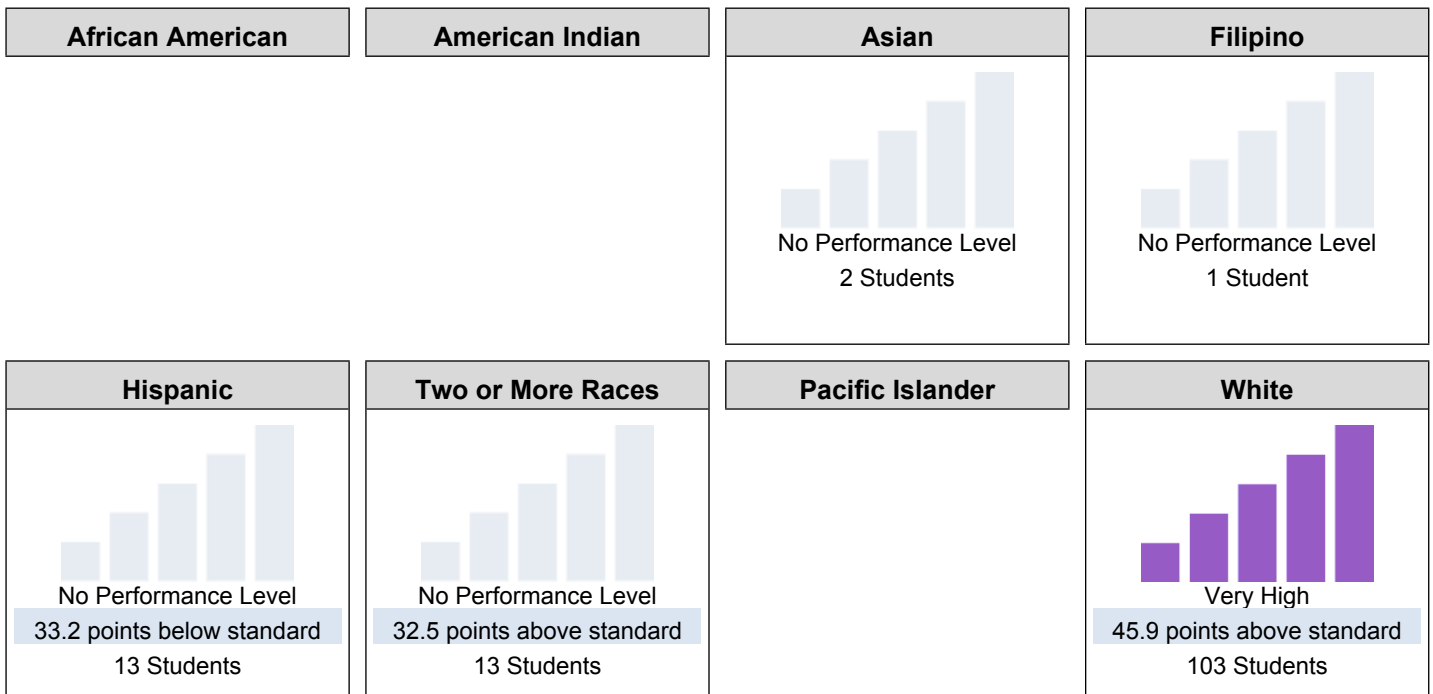 African American
American Indian
Asian
No Performance Level
2 Students
Filipino
No Performance Level
1 Student
Hispanic
No Performance Level
33.2 points below standard
13 Students
Two or More Races
No Performance Level
32.5 points above standard
13 Students
Pacific Islander
White
Very High
45.9 points above standard
103 Students